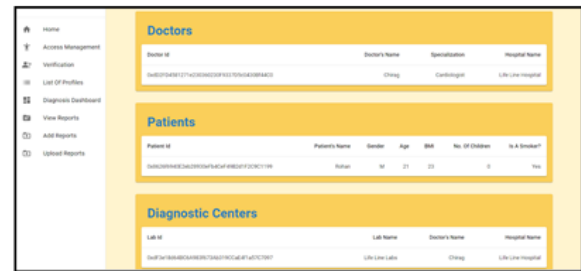 Home
Access Management
Verification
List Of Profiles
Diagnosis Dashboard
View Reports
Add Reports
Upload Reports
Doctors
Doctor Id Doctor's Name Specialization Hospital Name
Chirag Cardiologist Life Line Hospital
Patients
Patient Id Patient's Name Gender Age BMI No. Of Children Is A Smoker?
Rohan M 21 23 0 Yes
Diagnostic Centers
Lab Id Lab Name Doctor's Name Hospital Name
Life Line Labs Chirag Life Line Hospital